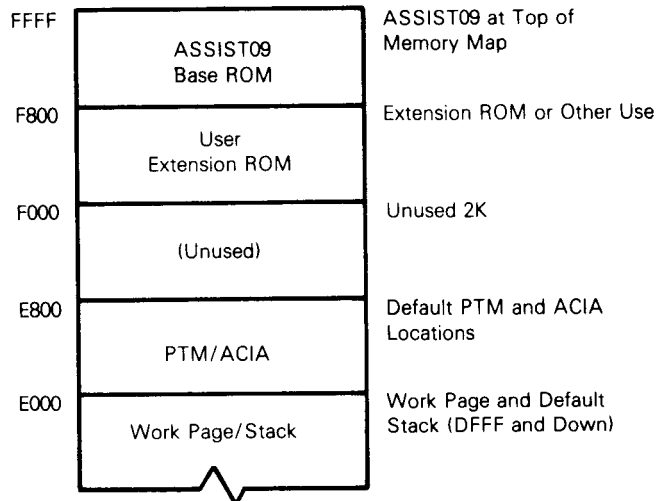 FFFF
ASSIST09 at Top of
Memory Map
ASSIST09
Base ROM
F800
Extension ROM or Other Use
User
Extension ROM
F000
Unused 2K
(Unused)
E800
Default PTM and ACIA
Locations
PTM/ACIA
E000
Work Page and Default
Stack (DFFF and Down)
Work Page/Stack